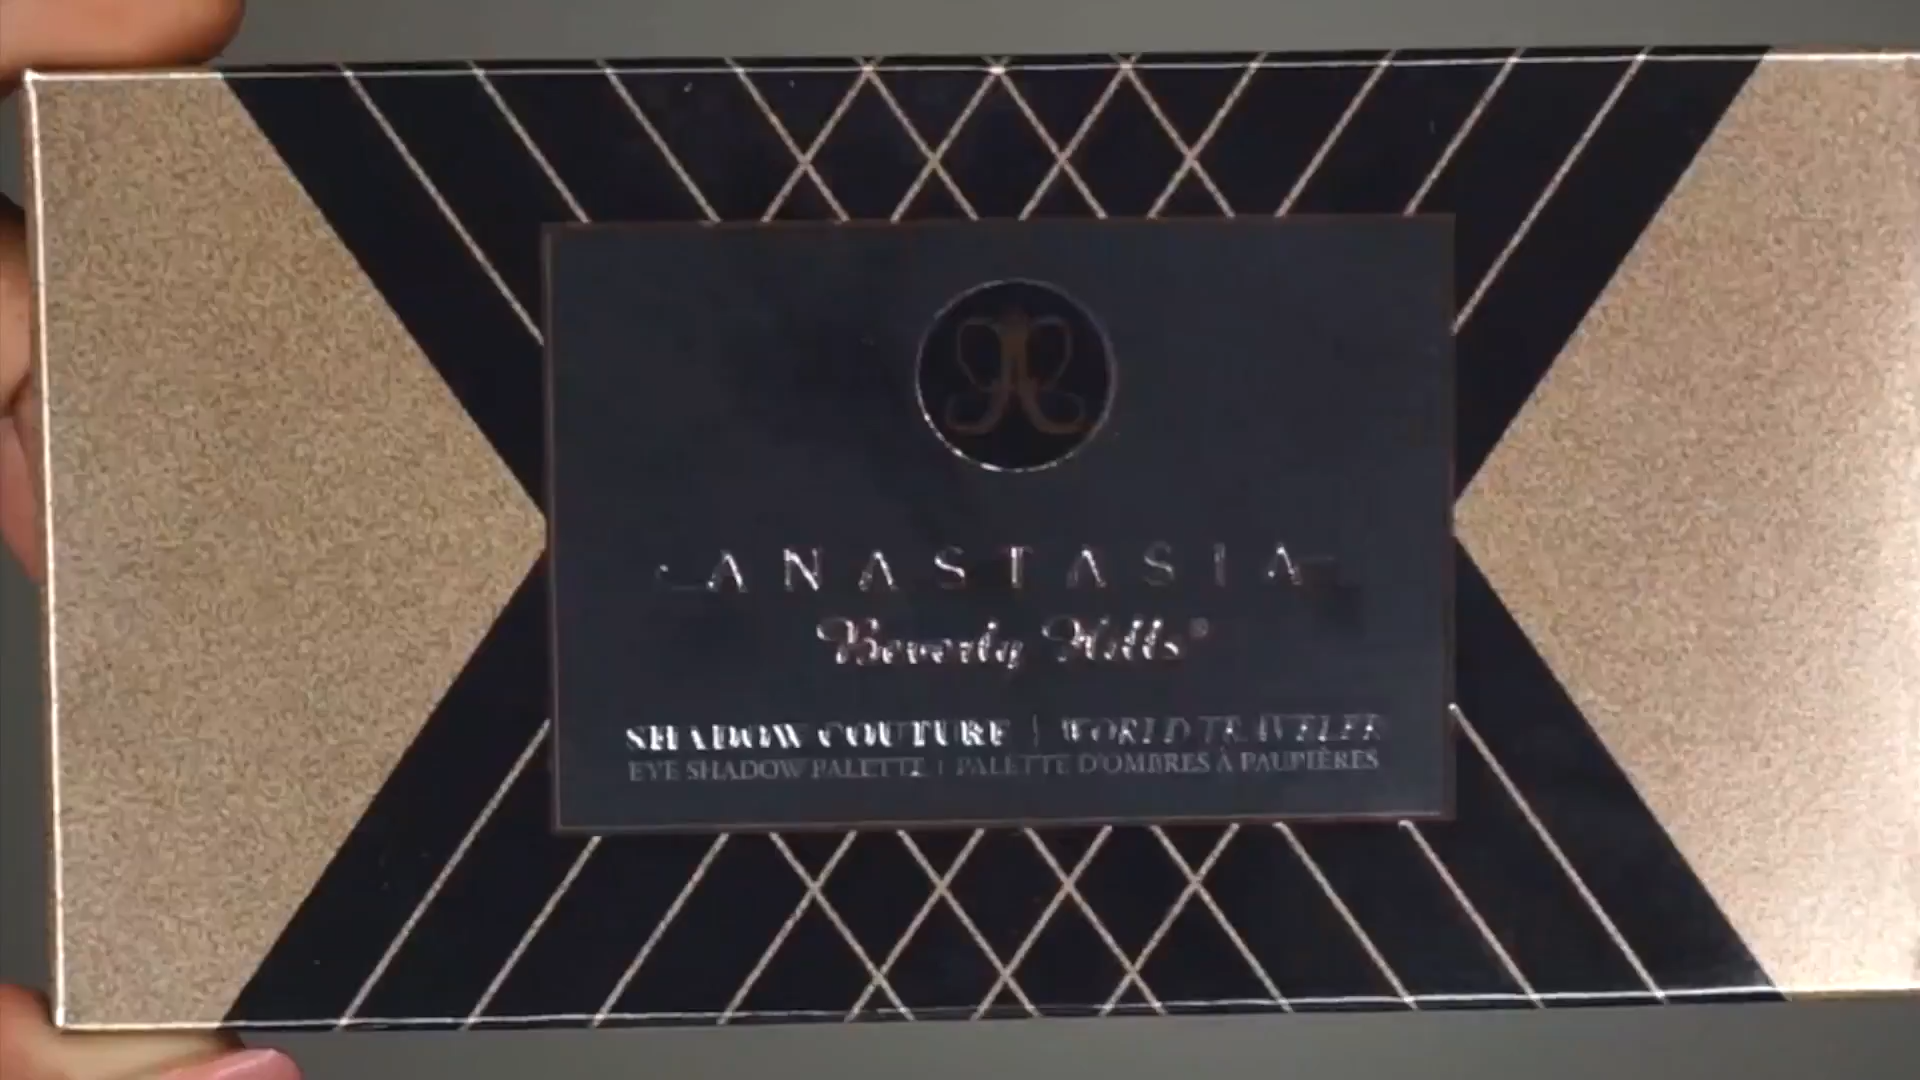 ANASTASIA
Beverly Hills®
SHADOW COUTURE | WORLD TRAVELER
EYE SHADOW PALETTE | PALETTE D'OMBRES À PAUPIÈRES